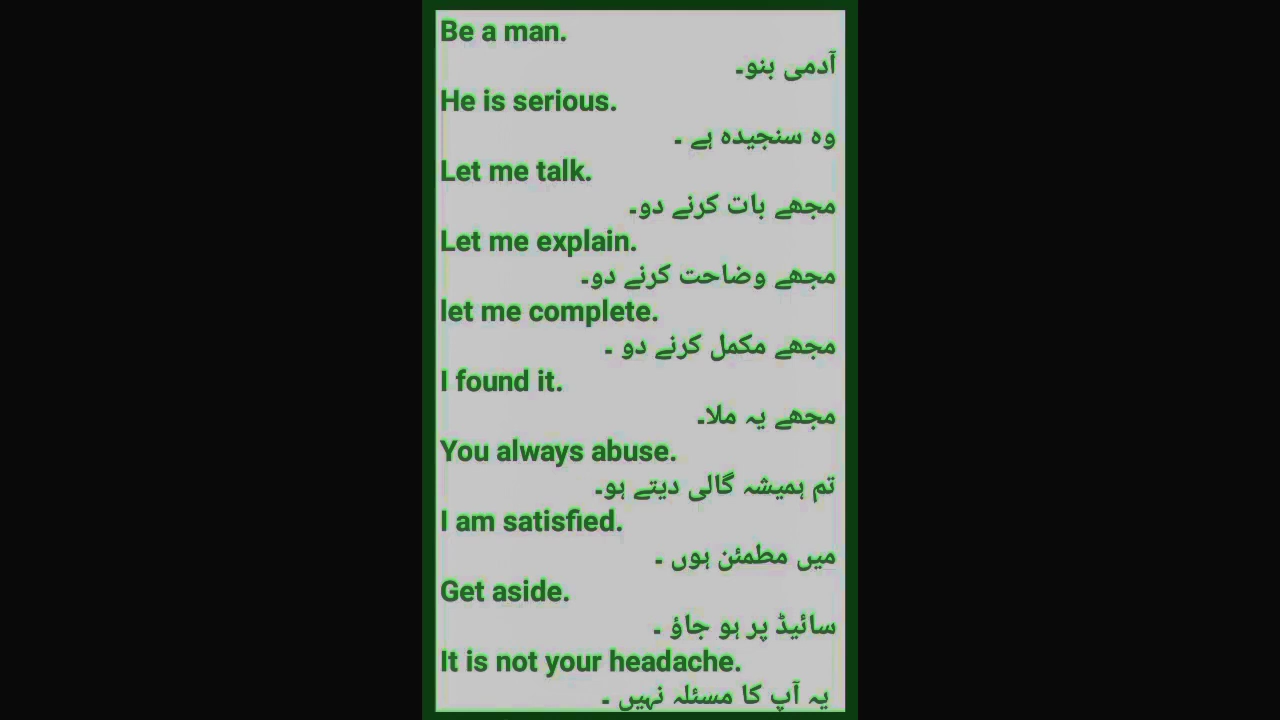 Be a man.
آدمی بنو۔
He is serious.
وہ سنجیدہ ہے ۔
Let me talk.
مجھے بات کرنے دو۔
Let me explain.
مجھے وضاحت کرنے دو۔
let me complete.
مجھے مکمل کرنے دو ۔
I found it.
مجھے یہ ملا۔
You always abuse.
تم ہمیشہ گالی دیتے ہو۔
I am satisfied.
میں مطمئن ہوں ۔
Get aside.
سائیڈ پر ہو جاؤ ۔
It is not your headache.
یہ آپ کا مسئلہ نہیں ۔